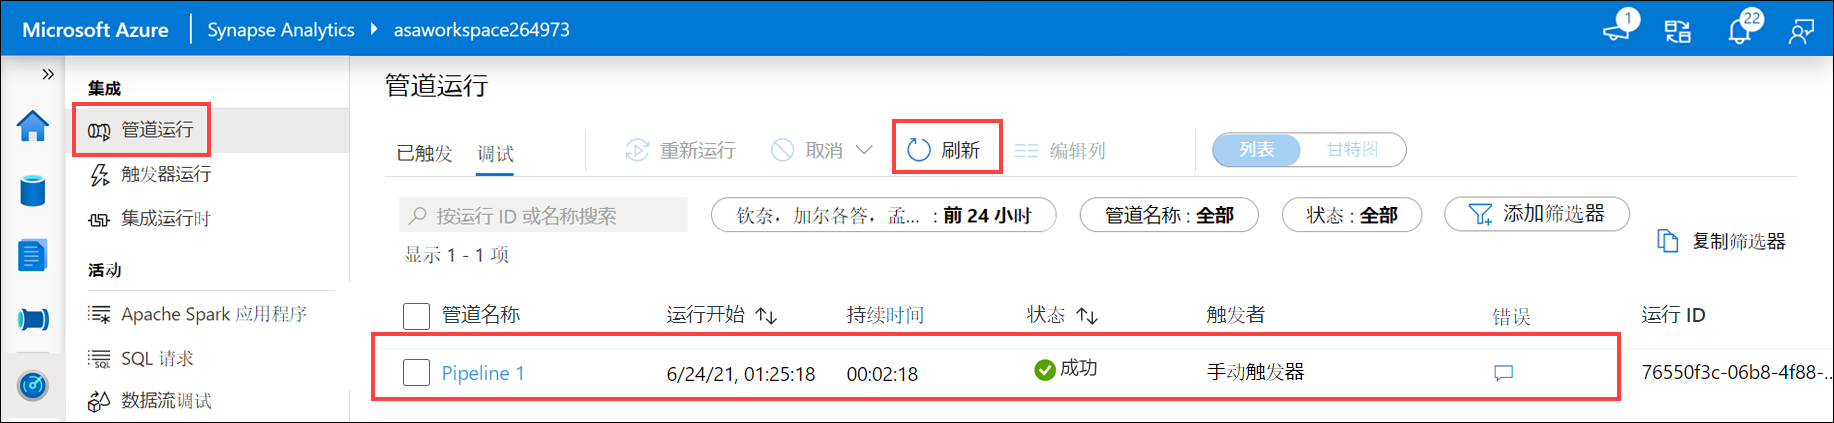 Microsoft Azure | Synapse Analytics asaworkspace264973 1 22
»
集成
管道运行
触发器运行
集成运行时
活动
Apache Spark 应用程序
SQL 请求
数据流调试
管道运行
已触发 调试 重新运行 取消 刷新 编辑列 列表 甘特图
按运行 ID 或名称搜索 钦奈，加尔各答，孟... : 前 24 小时 管道名称 : 全部 状态 : 全部 添加筛选器
显示 1 - 1 项 复制筛选器
管道名称 运行开始 ↑↓ 持续时间 状态 ↑↓ 触发者 错误 运行 ID
Pipeline 1 6/24/21, 01:25:18 00:02:18 成功 手动触发器 76550f3c-06b8-4f88-...